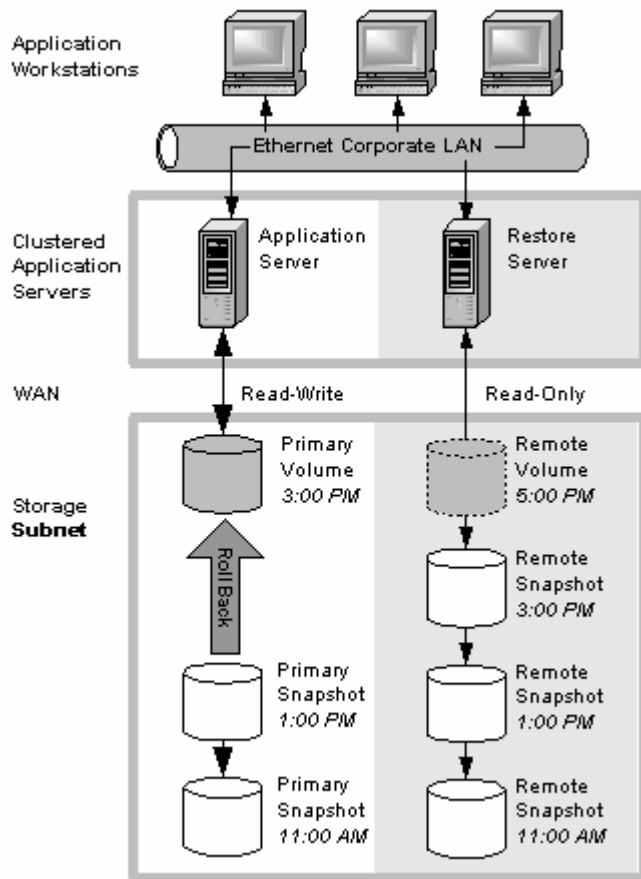 Application
Workstations
Ethernet Corporate LAN
Clustered
Application
Servers
Application
Server
Restore
Server
WAN
Read-Write
Read-Only
Storage
Subnet
Primary
Volume
3:00 PM
Remote
Volume
5:00 PM
Roll Back
Remote
Snapshot
3:00 PM
Primary
Snapshot
1:00 PM
Remote
Snapshot
1:00 PM
Primary
Snapshot
11:00 AM
Remote
Snapshot
11:00 AM